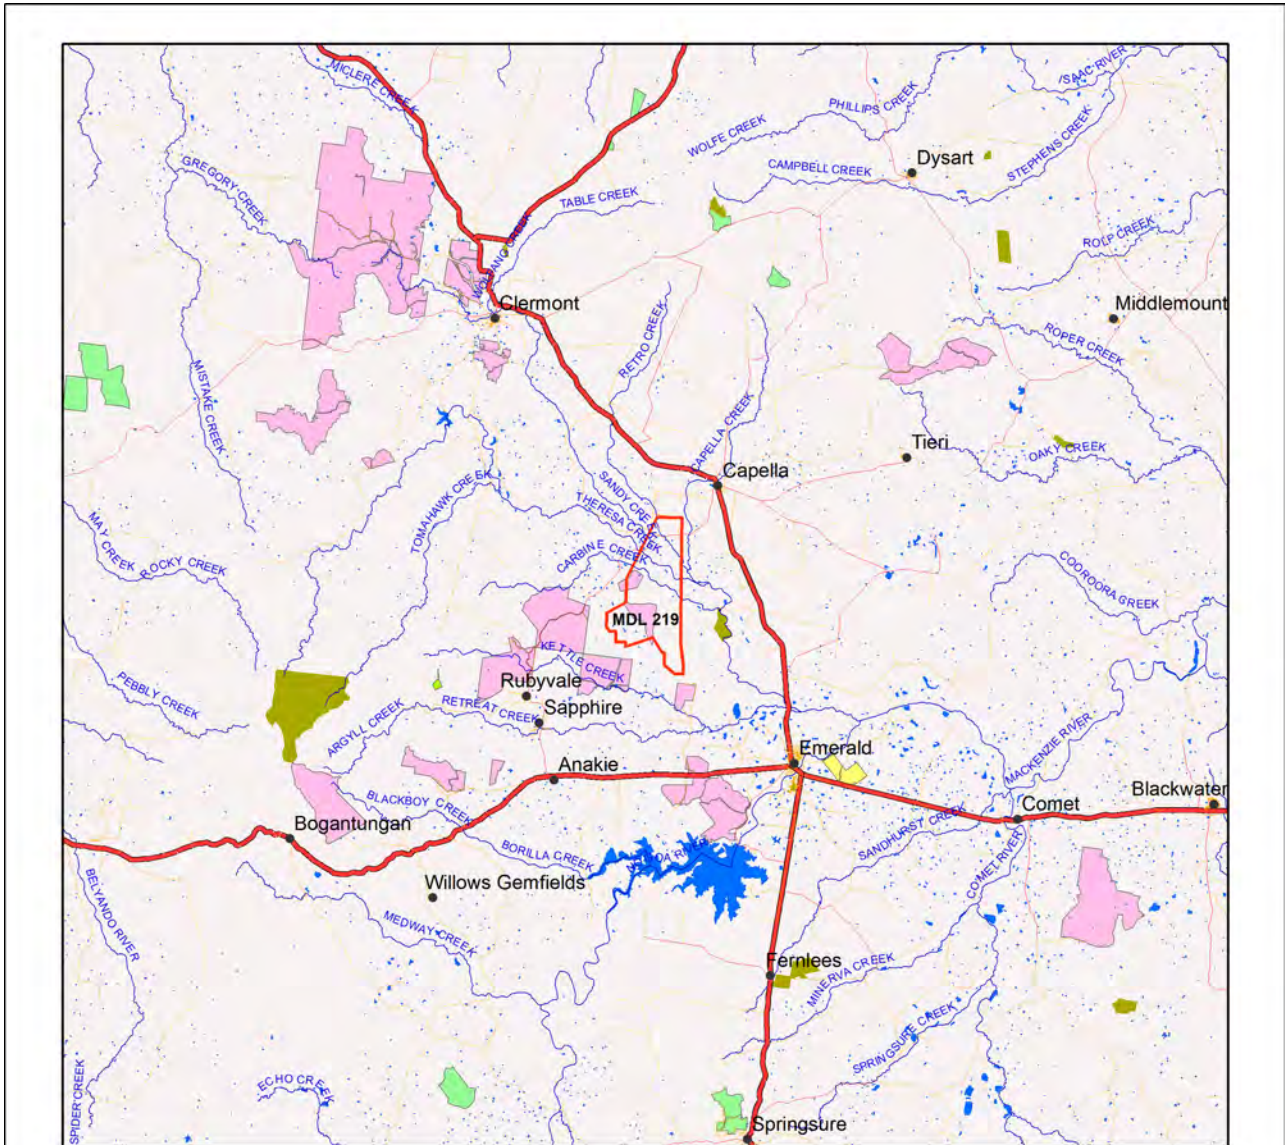 SAAC RIVER
MICLERE CREEK
PHILLIPS CREEK
WOLFE CREEK
STEPHENS CREEK
Dysart
CAMPBELL CREEK
GREGORY CREEK
TABLE CREEK
ROLF CREEK
WOLFANG CREEK
Clermont
Middlemount
RETRO CREEK
ROPER CREEK
MISTAKE CREEK
CAPELLA CREEK
Tieri
OAKY CREEK
Capella
SANDY CREEK
TOMAHAWK CREEK
THERESA CREEK
MAY CREEK
ROCKY CREEK
CARBINE CREEK
COOROORA CREEK
MDL 219
KETTLE CREEK
PEBBLY CREEK
Rubyvale
RETREAT CREEK
Sapphire
ARGYLL CREEK
MACKENZIE RIVER
Emerald
Anakie
Blackwater
BLACKBOY CREEK
Comet
Bogantungan
SANDHURST CREEK
BORILLA CREEK
COMET RIVER
Willows Gemfields
BELYANDO RIVER
MEDWAY CREEK
Fernlees
MINERVA CREEK
SPRINGSURE CREEK
ECHO CREEK
SPIDER CREEK
Springsure